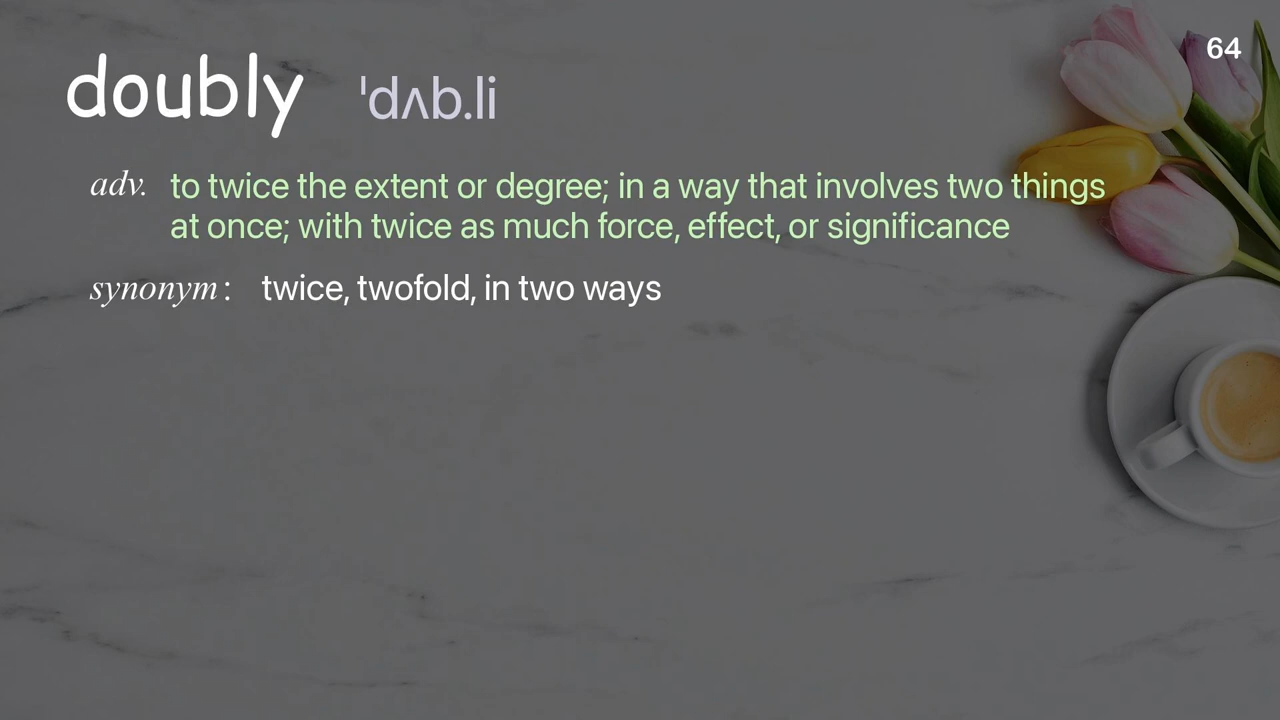 64
doubly ˈdʌb.li
adv. to twice the extent or degree; in a way that involves two things
at once; with twice as much force, effect, or significance
synonym: twice, twofold, in two ways